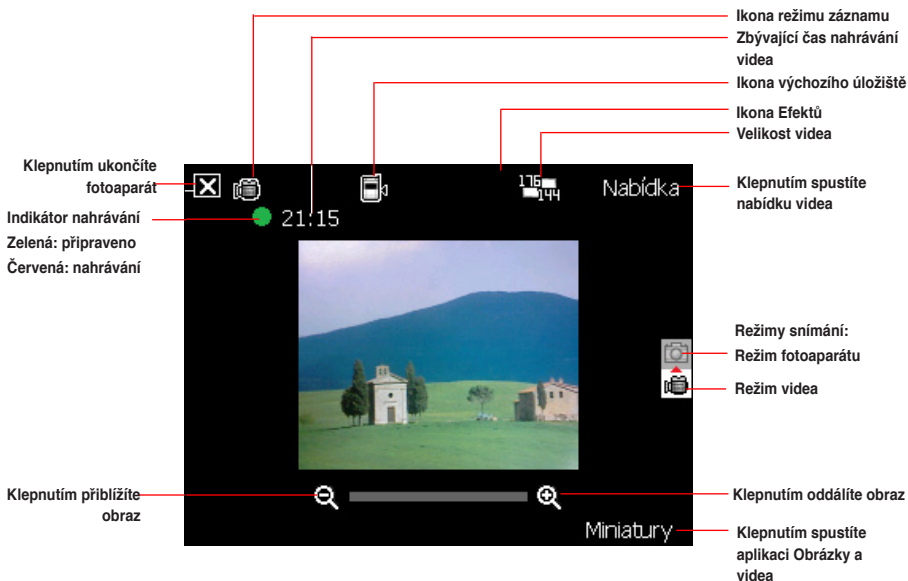 Ikona režimu záznamu
Zbývající čas nahrávání
videa
Ikona výchozího úložiště
Ikona Efektů
Velikost videa
Klepnutím ukončíte
fotoaparát
176
144
Nabídka
Klepnutím spustíte
nabídku videa
Indikátor nahrávání
Zelená: připraveno
Červená: nahrávání
21:15
Režimy snímání:
Režim fotoaparátu
Režim videa
Klepnutím přiblížíte
obraz
Klepnutím oddálíte obraz
Miniatury
Klepnutím spustíte
aplikaci Obrázky a
videa